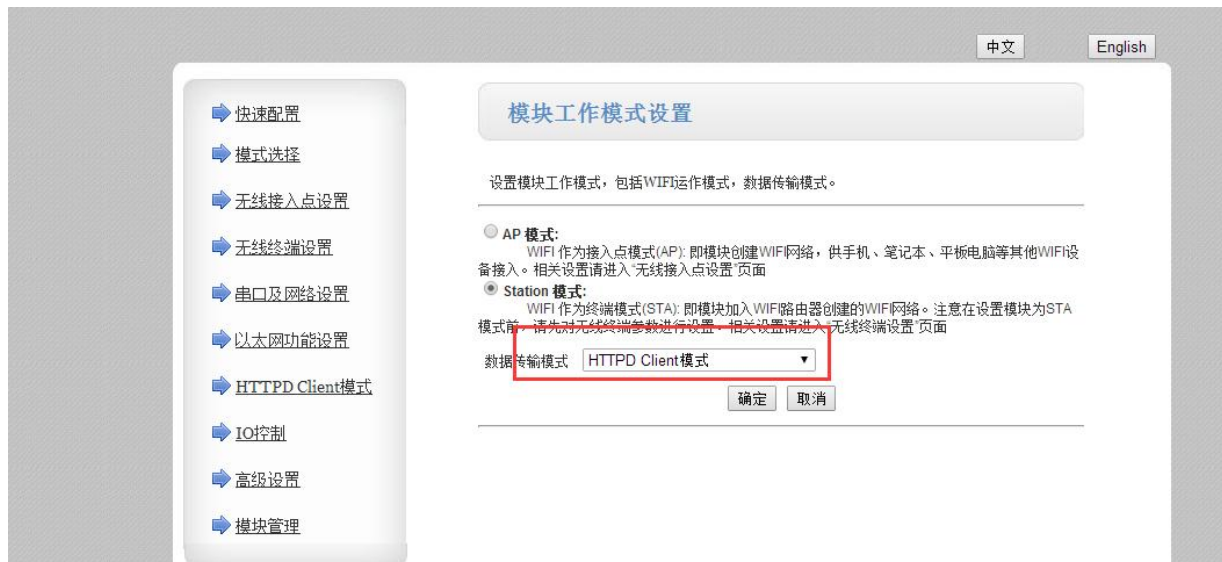 中文
English
快速配置
模式选择
无线接入点设置
无线终端设置
串口及网络设置
以太网功能设置
HTTPD Client模式
IO控制
高级设置
模块管理
模块工作模式设置
设置模块工作模式，包括WIFI运作模式，数据传输模式。
AP 模式:
WIFI 作为接入点模式(AP): 即模块创建WIFI网络，供手机、笔记本、平板电脑等其他WIFI设
备接入。相关设置请进入“无线接入点设置”页面
Station 模式:
WIFI 作为终端模式(STA): 即模块加入WIFI路由器创建的WIFI网络。注意在设置模块为STA
模式前，请先对无线终端参数进行设置，相关设置请进入“无线终端设置”页面
数据传输模式 HTTPD Client模式
确定 取消